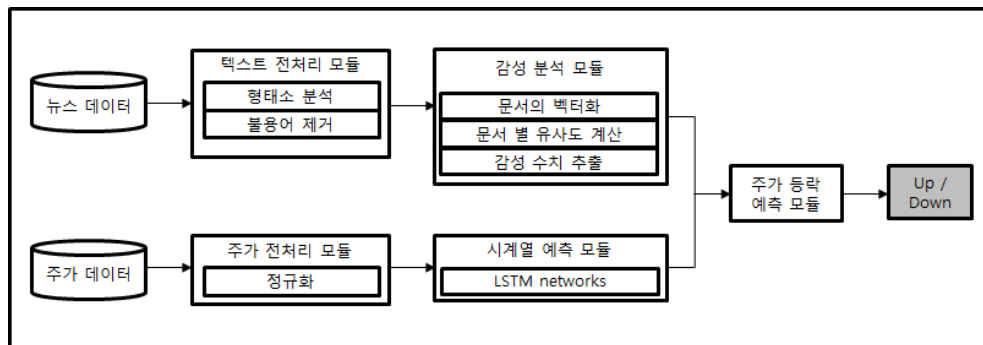 뉴스 데이터
텍스트 전처리 모듈
형태소 분석
불용어 제거
감성 분석 모듈
문서의 벡터화
문서 별 유사도 계산
감성 수치 추출
주가 데이터
주가 전처리 모듈
정규화
시계열 예측 모듈
LSTM networks
주가 등락
예측 모듈
Up /
Down